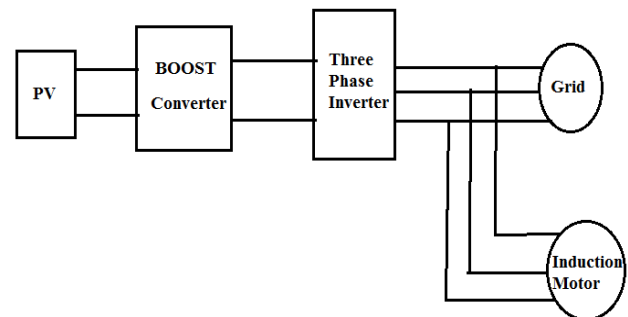 PV
BOOST
Converter
Three
Phase
Inverter
Grid
Induction
Motor